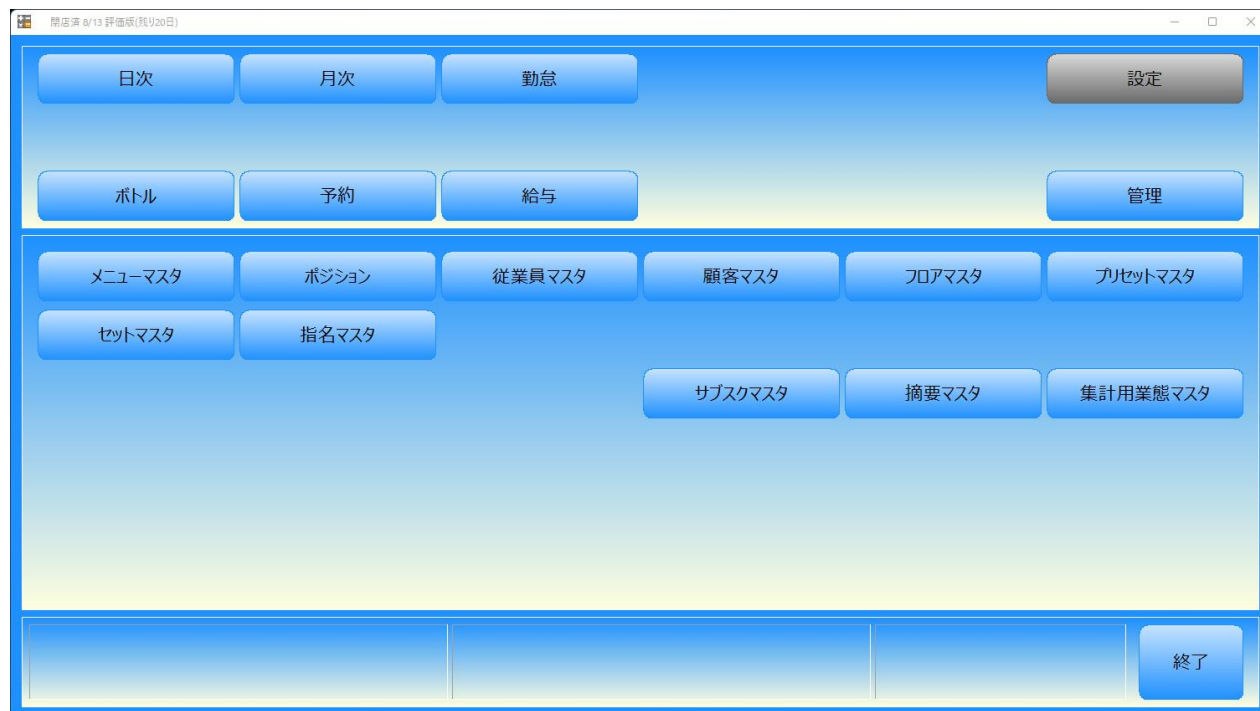 閉店済 8/13 評価版(残り20日)
日次 月次 勤怠 設定
ボトル 予約 給与 管理
メニューマスタ ポジション 従業員マスタ 顧客マスタ フロアマスタ プリセットマスタ
セットマスタ 指名マスタ
サブスクマスタ 摘要マスタ 集計用業態マスタ
終了